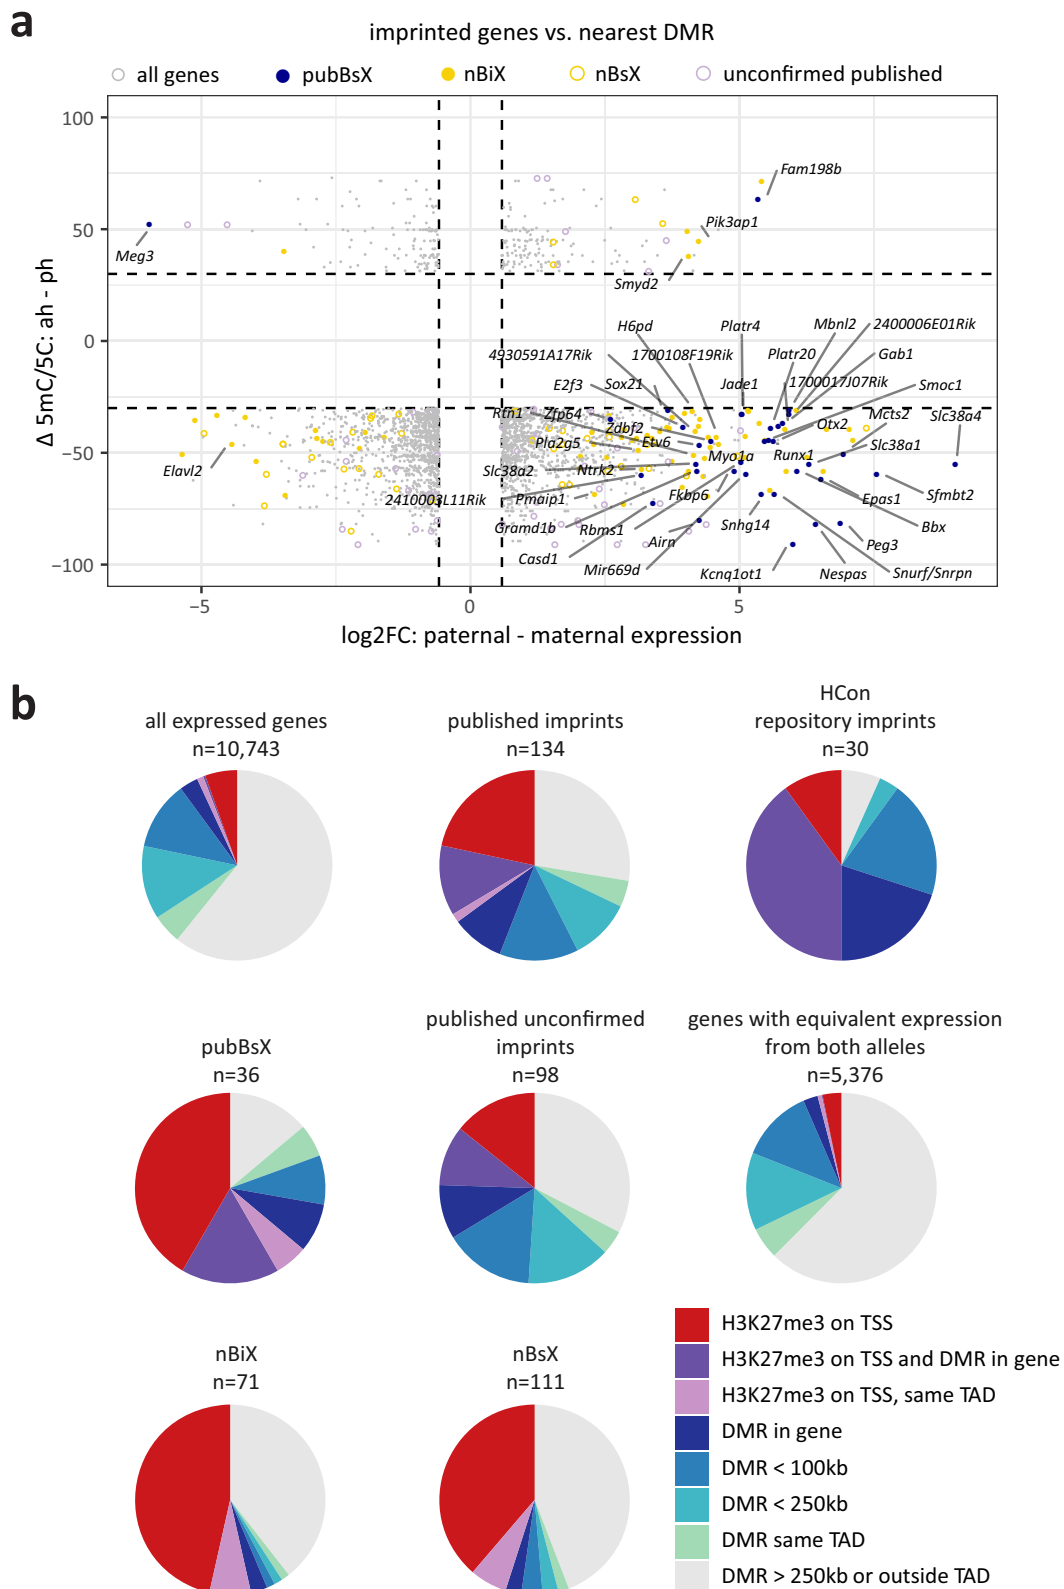 a
imprinted genes vs. nearest DMR
all genes pubBsX nBiX nBsX unconfirmed published
Δ 5mC/5C: ah - ph
100
50
0
−50
−100
Fam198b
Pik3ap1
Meg3
Smyd2
H6pd Platr4 Mbnl2 2400006E01Rik
4930591A17Rik 1700108F19Rik Platr20 Gab1
E2f3 Sox21 Jade1 1700017J07Rik Smoc1
Rtn1 Zfp64 Zdbf2 Otx2 Mcts2 Slc38a4
Pla2g5 Etv6 Myo1a Runx1 Slc38a1
Elavl2 Slc38a2 Ntrk2
2410003L11Rik Pmaip1 Fkbp6 Epas1 Sfmbt2
Gramd1b Rbms1 Airn Snhg14 Bbx
Casd1 Mir669d Kcnq1ot1 Nespas Peg3
Snurf/Snrpn
−5 0 5
log2FC: paternal - maternal expression
b
all expressed genes
n=10,743
published imprints
n=134
HCon
repository imprints
n=30
pubBsX
n=36
published unconfirmed
imprints
n=98
genes with equivalent expression
from both alleles
n=5,376
nBiX
n=71
nBsX
n=111
H3K27me3 on TSS
H3K27me3 on TSS and DMR in gene
H3K27me3 on TSS, same TAD
DMR in gene
DMR < 100kb
DMR < 250kb
DMR same TAD
DMR > 250kb or outside TAD